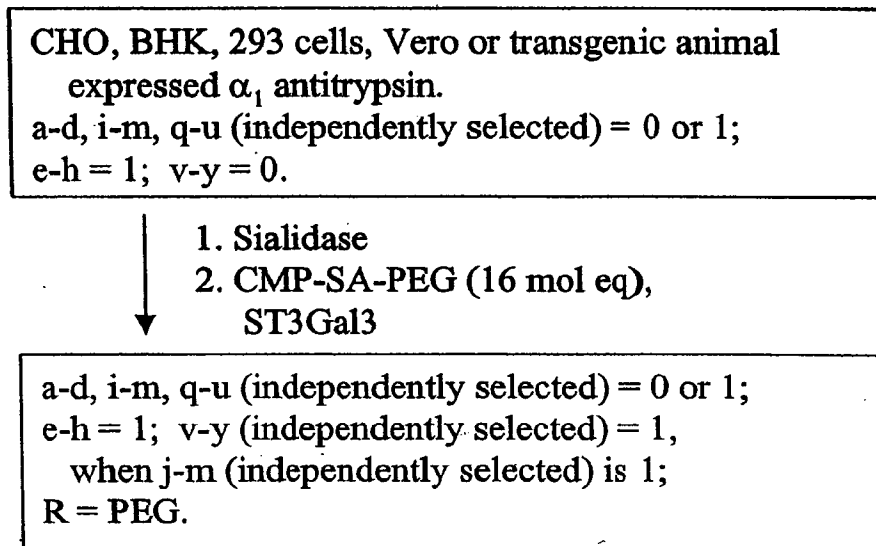 CHO, BHK, 293 cells, Vero or transgenic animal
expressed α₁ antitrypsin.
a-d, i-m, q-u (independently selected) = 0 or 1;
e-h = 1; v-y = 0.
1. Sialidase
2. CMP-SA-PEG (16 mol eq),
ST3Gal3
a-d, i-m, q-u (independently selected) = 0 or 1;
e-h = 1; v-y (independently selected) = 1,
when j-m (independently selected) is 1;
R = PEG.